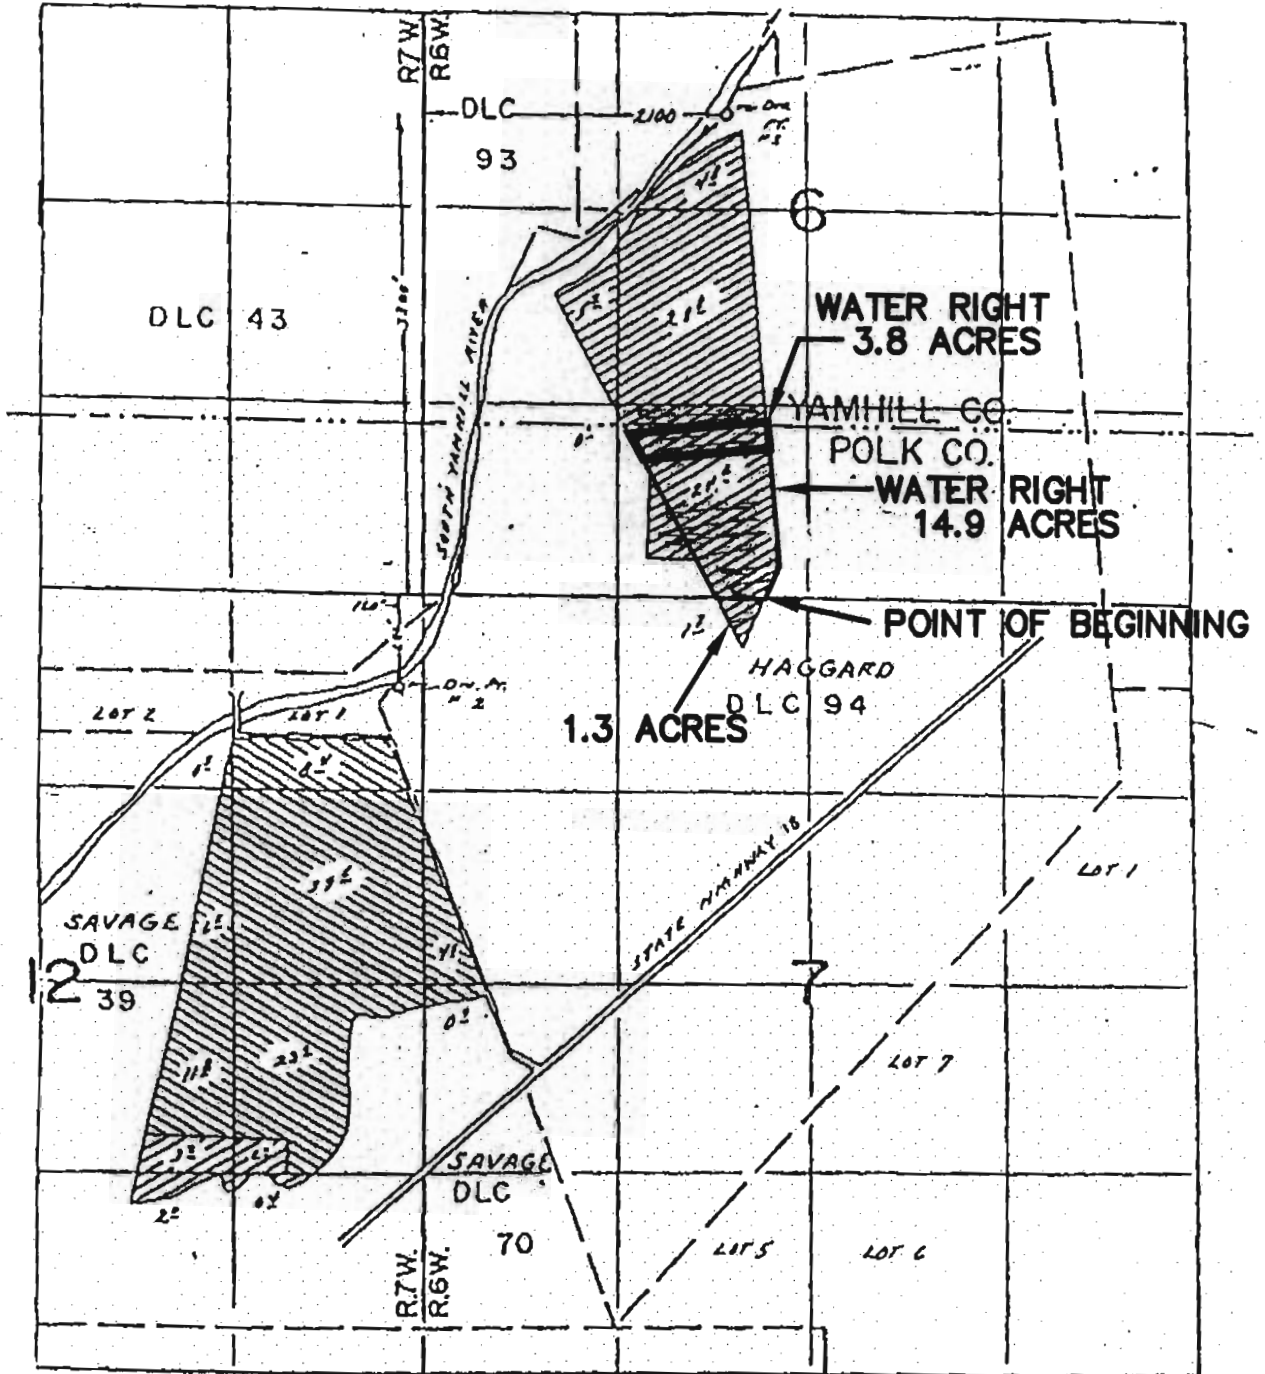 R7W.
R6W.
DLC
93
2100
6
DLC 43
3300'
SOUTH YAMHILL RIVER
WATER RIGHT
3.8 ACRES
YAMHILL CO
POLK CO.
WATER RIGHT
14.9 ACRES
POINT OF BEGINNING
HAGGARD
DLC 94
1.3 ACRES
LOT 2
LOT 1
STATE HIGHWAY 18
LOT 1
SAVAGE
DLC
39
12
7
LOT 7
SAVAGE
DLC
70
LOT 5
LOT 6
R.7W.
R.6W.